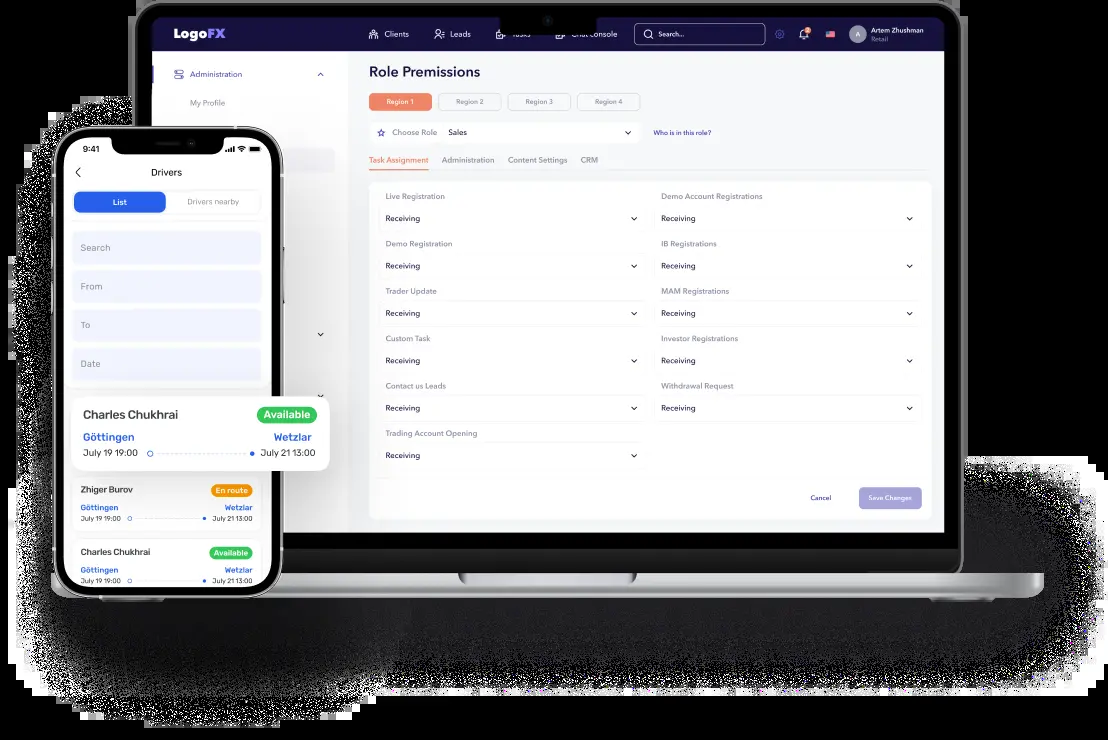 LogoFX
Clients
Leads
Tasks
Chat console
Search...
A
Artem Zhushman
Retail
Administration
My Profile
Role Premissions
Region 1
Region 2
Region 3
Region 4
Choose Role
Sales
Who is in this role?
Task Assignment
Administration
Content Settings
CRM
Live Registration
Receiving
Demo Account Registrations
Receiving
Demo Registration
Receiving
IB Registrations
Receiving
Trader Update
Receiving
MAM Registrations
Receiving
Custom Task
Receiving
Investor Registrations
Receiving
Contact us Leads
Receiving
Withdrawal Request
Receiving
Trading Account Opening
Receiving
Cancel
Save Changes
9:41
Drivers
List
Drivers nearby
Search
From
To
Date
Charles Chukhrai
Available
Göttingen
Wetzlar
July 19 19:00
July 21 13:00
Zhiger Burov
En route
Göttingen
Wetzlar
July 19 19:00
July 21 13:00
Charles Chukhrai
Available
Göttingen
Wetzlar
July 19 19:00
July 21 13:00